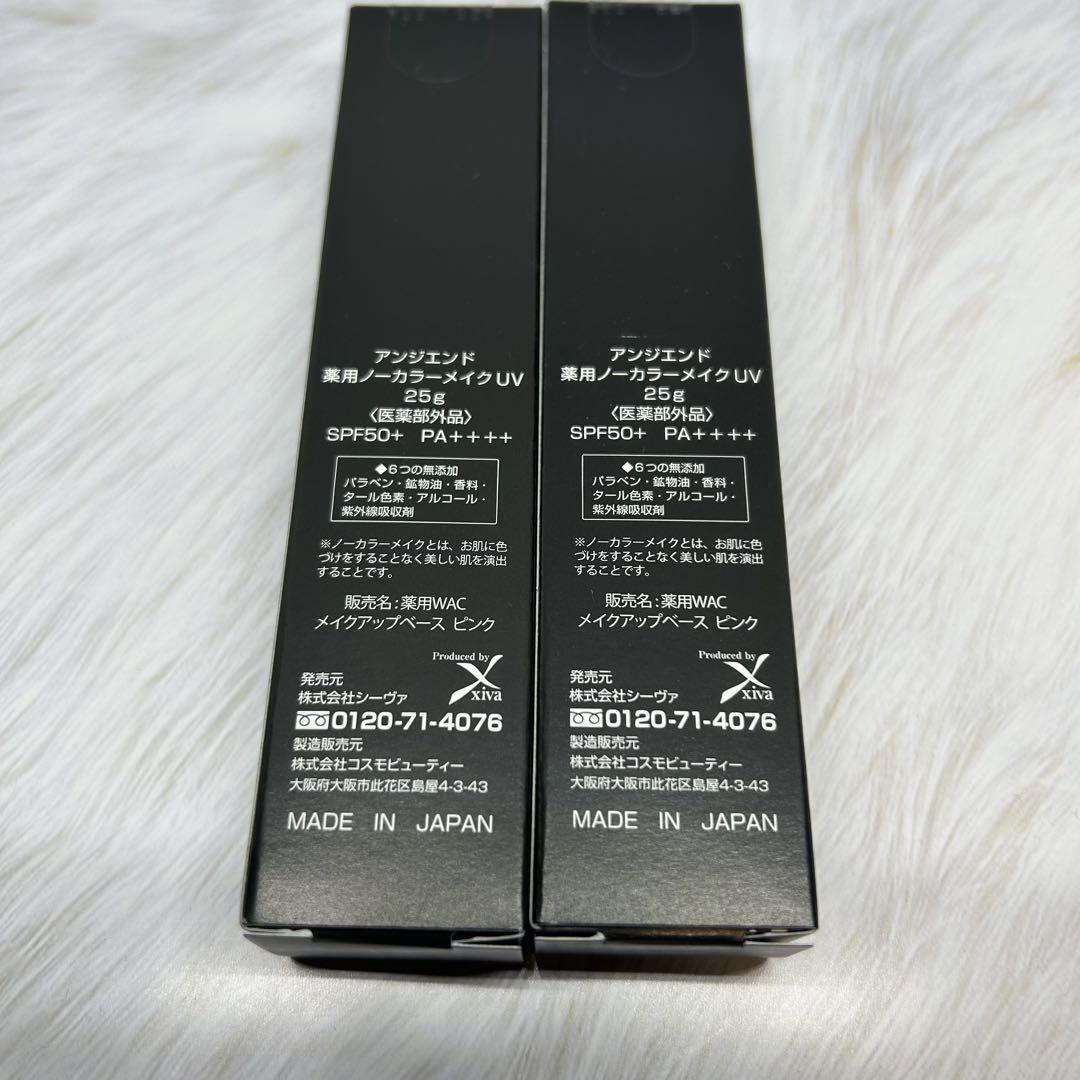 アンジエンド
薬用ノーカラーメイクUV
25g
〈医薬部外品〉
SPF50+ PA++++
◆6つの無添加
パラベン・鉱物油・香料・
タール色素・アルコール・
紫外線吸収剤
※ノーカラーメイクとは、お肌に色
づけをすることなく美しい肌を演出
することです。
販売名:薬用WAC
メイクアップベース ピンク
Produced by
xiva
発売元
株式会社シーヴァ
0120-71-4076
製造販売元
株式会社コスモビューティー
大阪府大阪市此花区島屋4-3-43
MADE IN JAPAN
アンジエンド
薬用ノーカラーメイクUV
25g
〈医薬部外品〉
SPF50+ PA++++
◆6つの無添加
パラベン・鉱物油・香料・
タール色素・アルコール・
紫外線吸収剤
※ノーカラーメイクとは、お肌に色
づけをすることなく美しい肌を演出
することです。
販売名:薬用WAC
メイクアップベース ピンク
Produced by
xiva
発売元
株式会社シーヴァ
0120-71-4076
製造販売元
株式会社コスモビューティー
大阪府大阪市此花区島屋4-3-43
MADE IN JAPAN